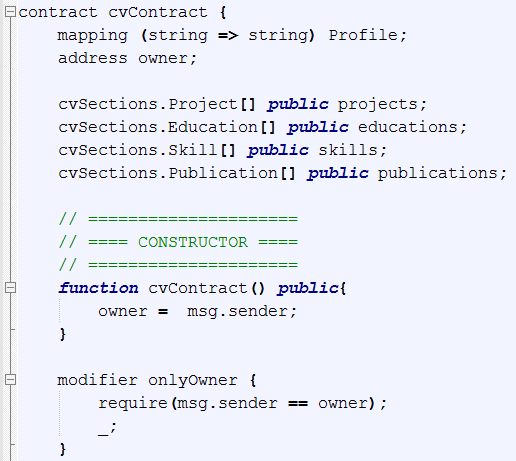 contract cvContract {
    mapping (string => string) Profile;
    address owner;

    cvSections.Project[] public projects;
    cvSections.Education[] public educations;
    cvSections.Skill[] public skills;
    cvSections.Publication[] public publications;

    // =====================
    // ==== CONSTRUCTOR ====
    // =====================
    function cvContract() public{
        owner =  msg.sender;
    }

    modifier onlyOwner {
        require(msg.sender == owner);
        _;
    }